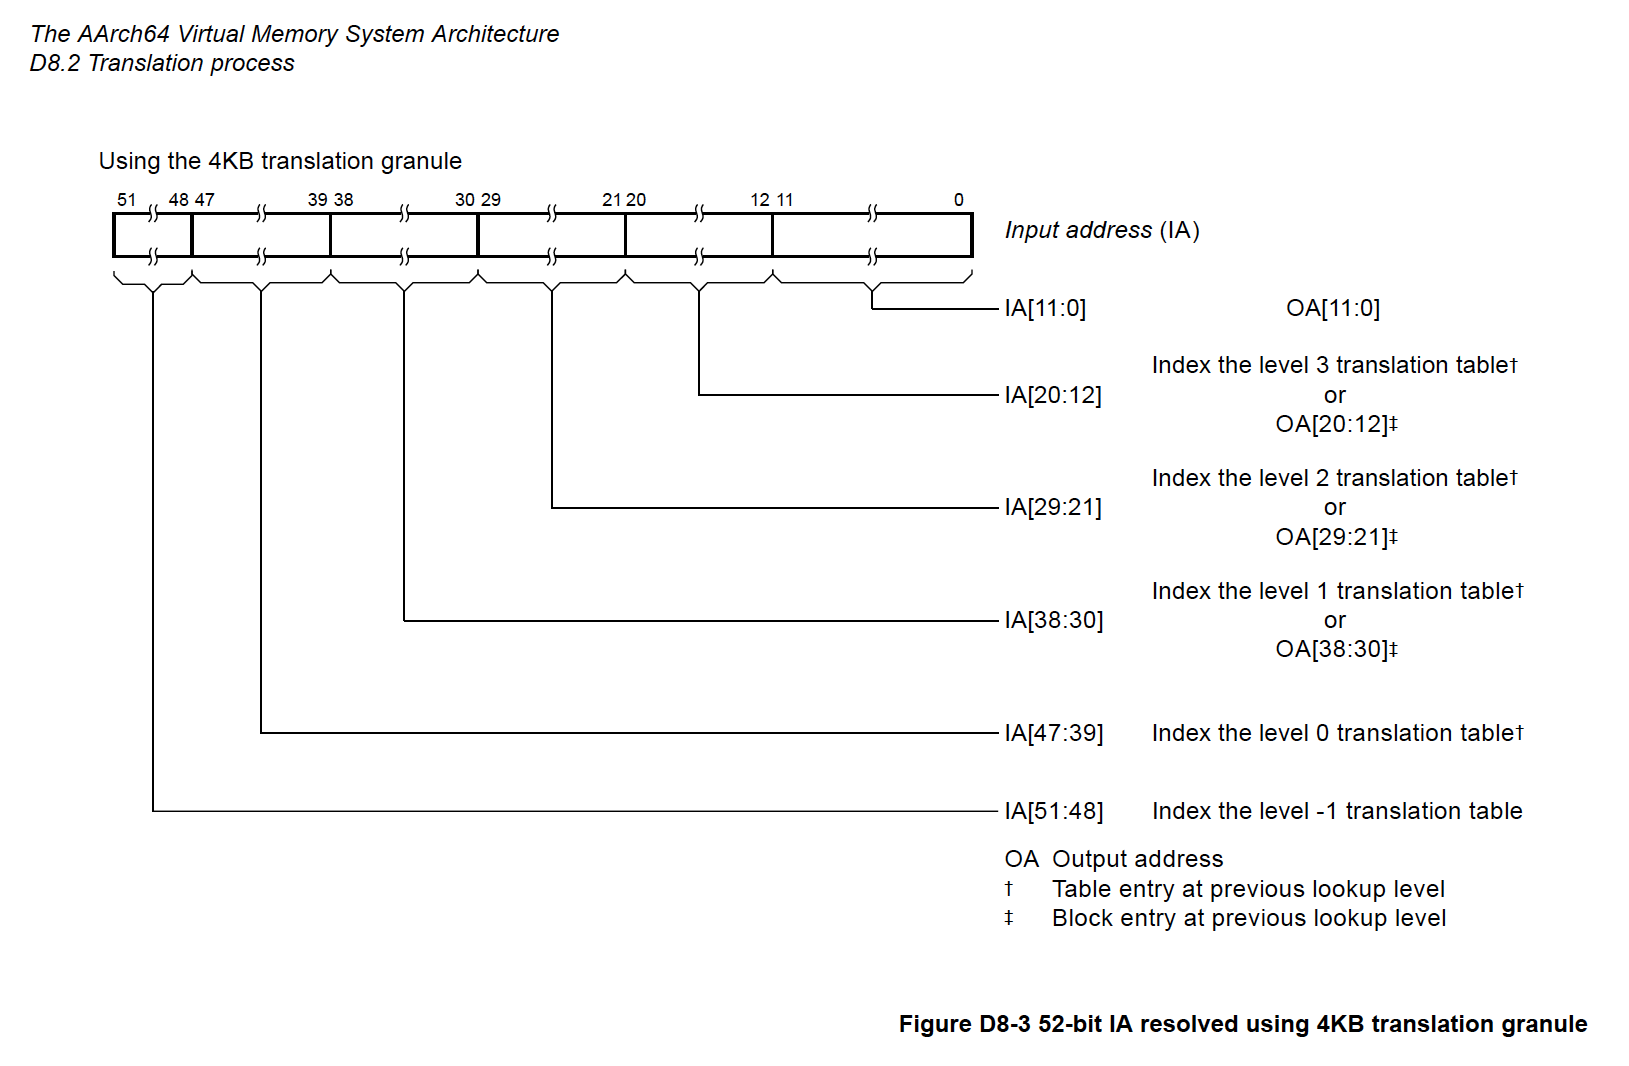 The AArch64 Virtual Memory System Architecture
D8.2 Translation process
Using the 4KB translation granule
51 48 47 39 38 30 29 21 20 12 11 0
Input address (IA)
IA[11:0] OA[11:0]
Index the level 3 translation table†
IA[20:12] or
OA[20:12]‡
Index the level 2 translation table†
IA[29:21] or
OA[29:21]‡
Index the level 1 translation table†
IA[38:30] or
OA[38:30]‡
IA[47:39] Index the level 0 translation table†
IA[51:48] Index the level -1 translation table
OA Output address
† Table entry at previous lookup level
‡ Block entry at previous lookup level
Figure D8-3 52-bit IA resolved using 4KB translation granule